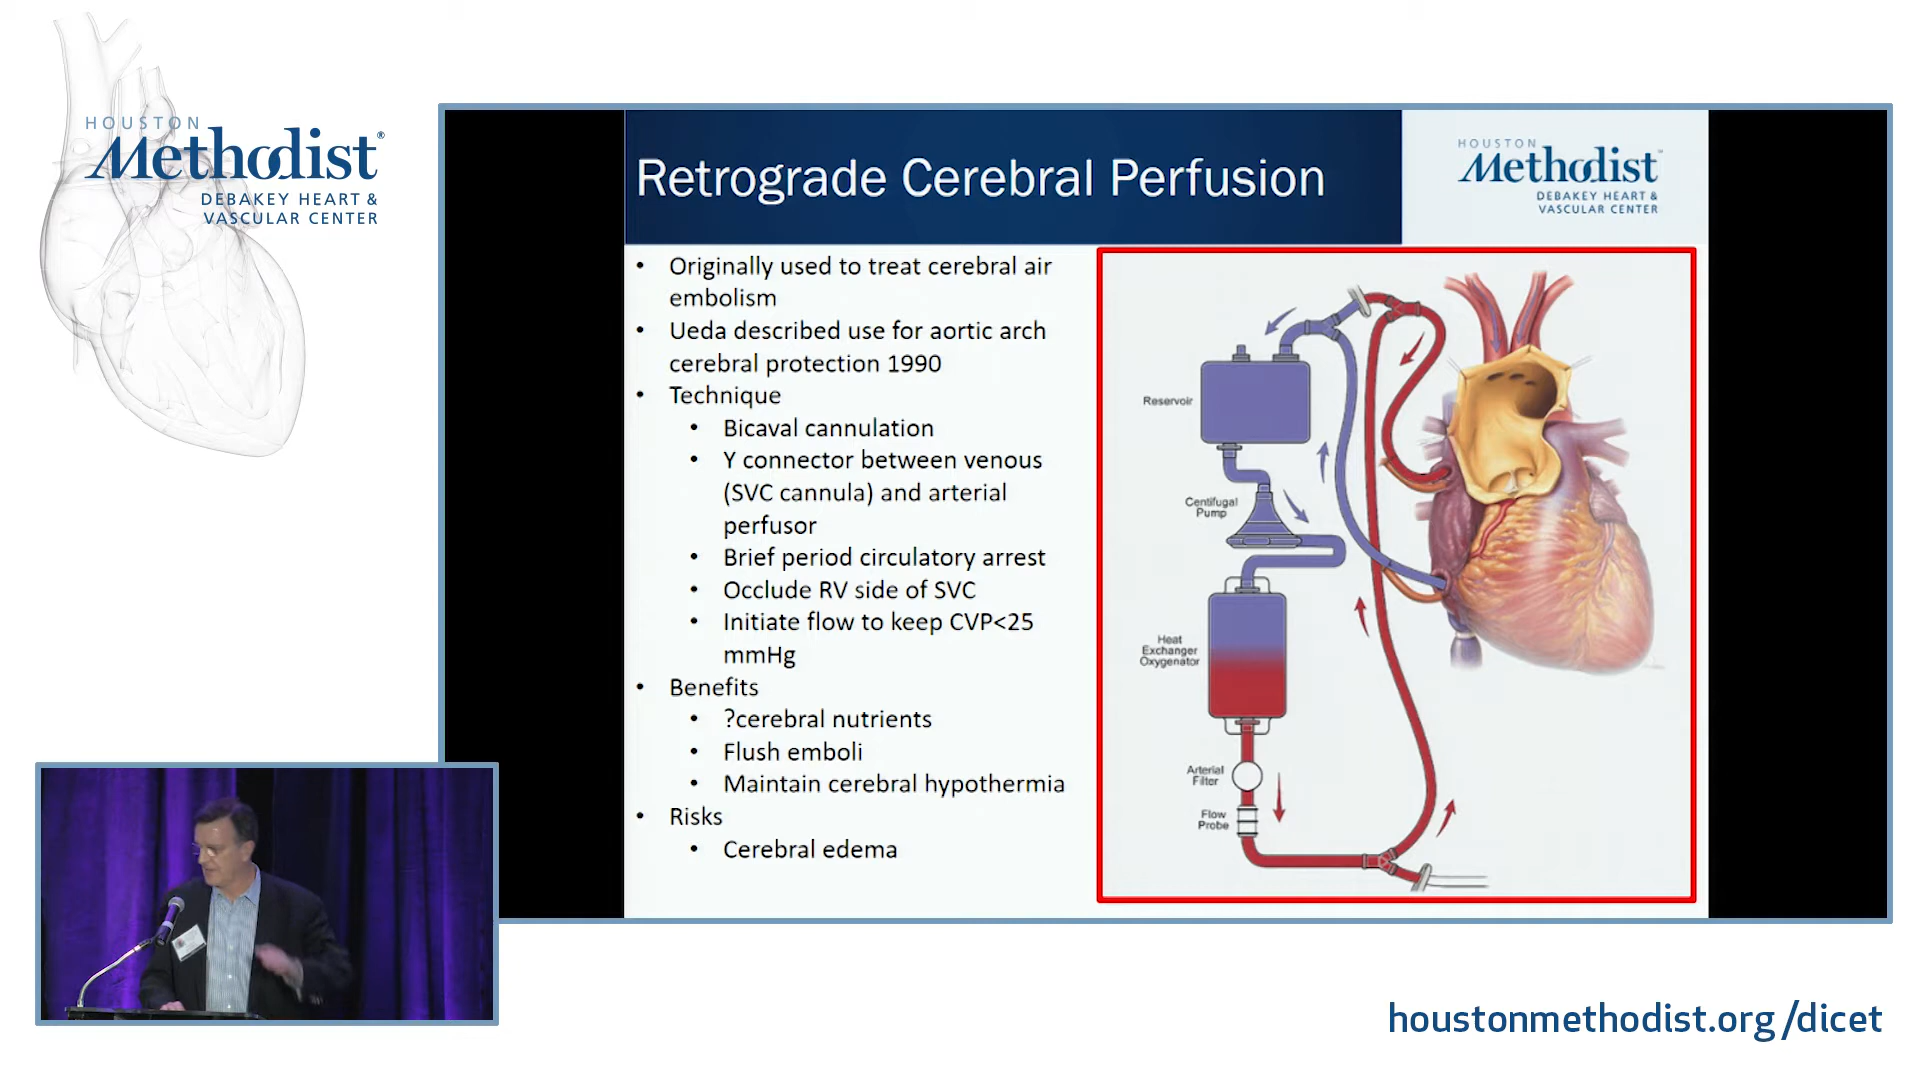 HOUSTON
Methodist®
DEBAKEY HEART &
VASCULAR CENTER
Retrograde Cerebral Perfusion
HOUSTON
Methodist
DEBAKEY HEART &
VASCULAR CENTER
• Originally used to treat cerebral air
embolism
• Ueda described use for aortic arch
cerebral protection 1990
• Technique
• Bicaval cannulation
• Y connector between venous
(SVC cannula) and arterial
perfusor
• Brief period circulatory arrest
• Occlude RV side of SVC
• Initiate flow to keep CVP<25
mmHg
• Benefits
• ?cerebral nutrients
• Flush emboli
• Maintain cerebral hypothermia
• Risks
• Cerebral edema
Reservoir
Centifugal
Pump
Heat
Exchanger
Oxygenator
Arterial
Filter
Flow
Probe
houstonmethodist.org/dicet